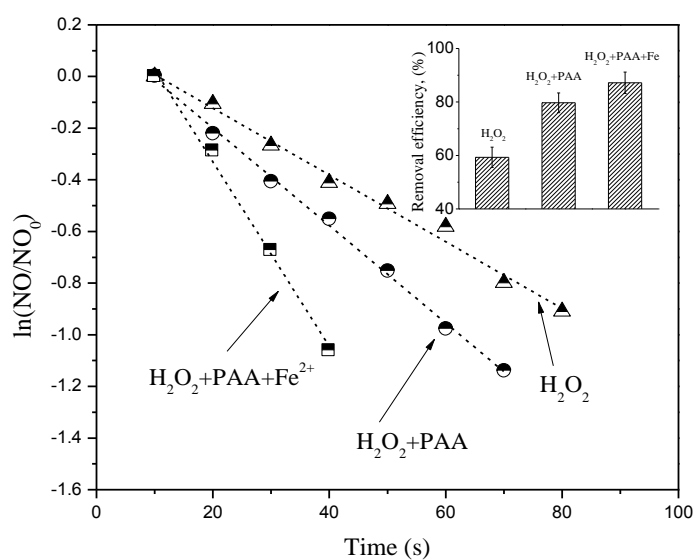 0.2
0.0
-0.2
-0.4
-0.6
-0.8
-1.0
-1.2
-1.4
-1.6
ln(NO/NO₀)
0
20
40
60
80
100
Time (s)
H₂O₂+PAA+Fe²⁺
H₂O₂+PAA
H₂O₂
100
80
60
40
Removal efficiency, (%)
H₂O₂
H₂O₂+PAA
H₂O₂+PAA+Fe